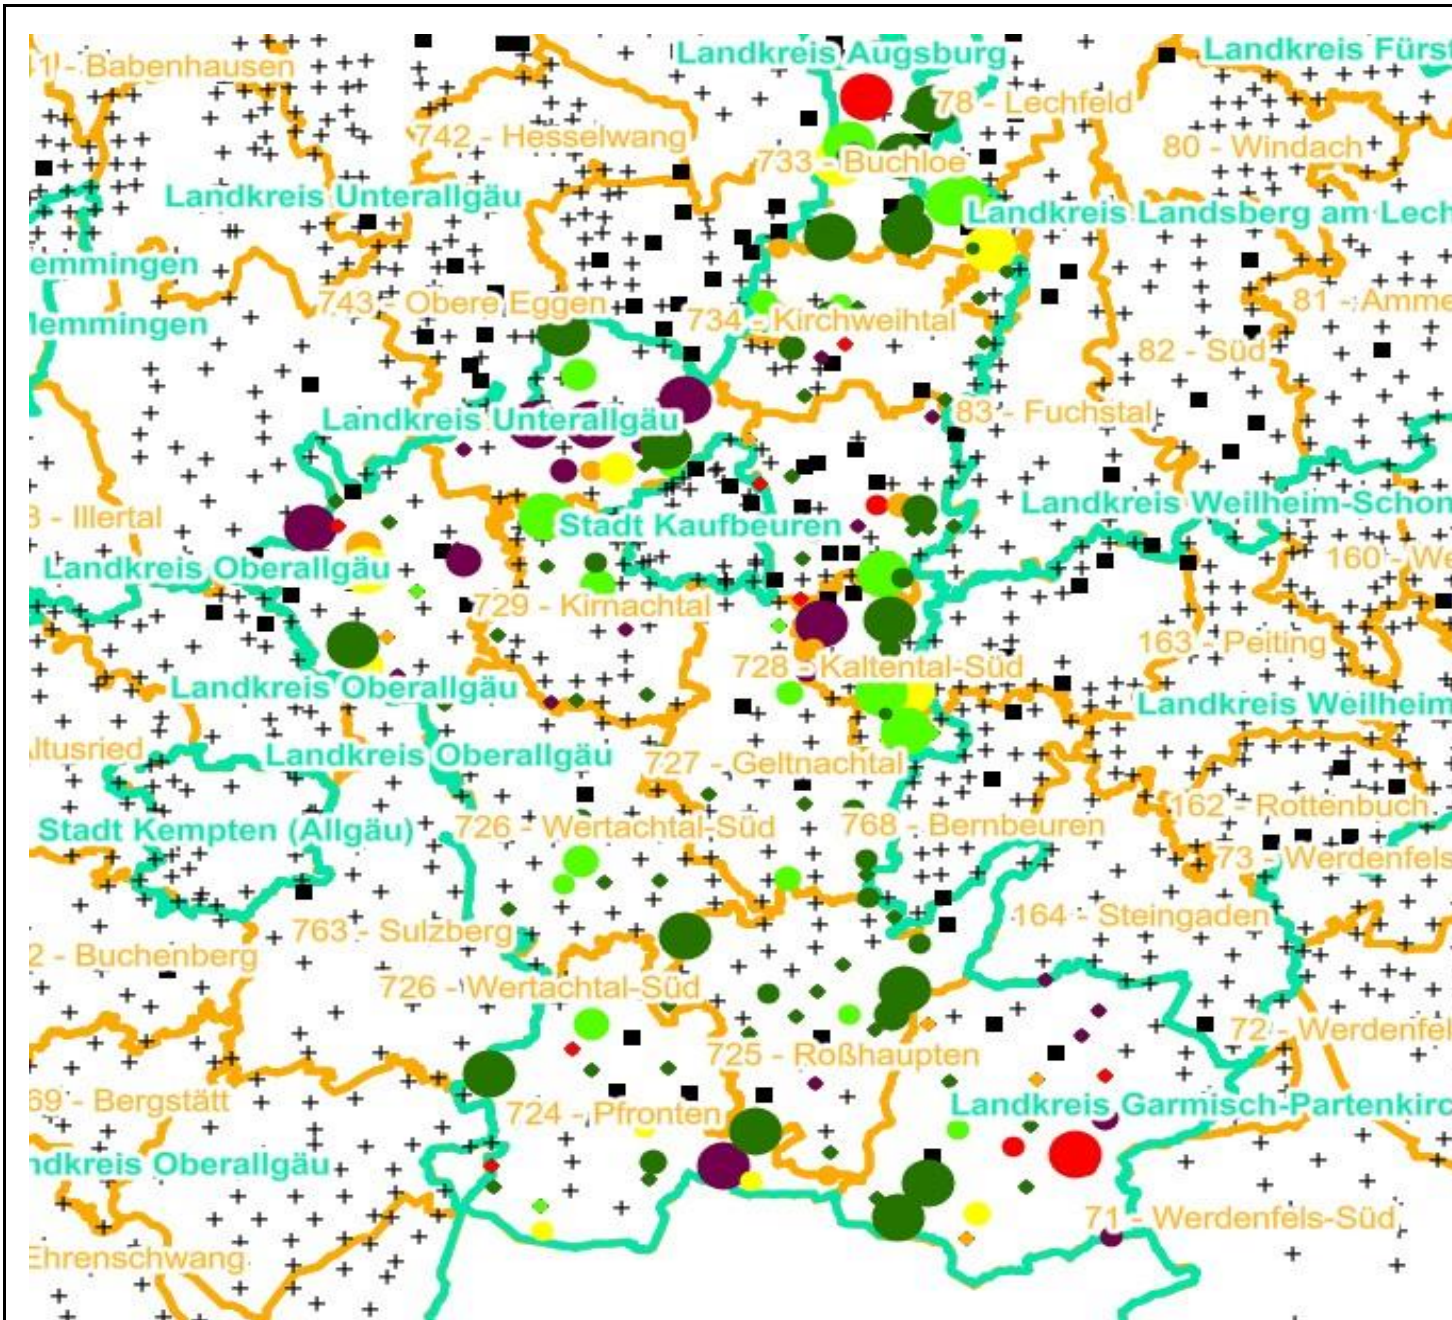 Landkreis Augsburg
Landkreis Fürs
41 - Babenhausen
78 - Lechfeld
742 - Hesselwang
80 - Windach
733 - Buchloe
Landkreis Unterallgäu
Landkreis Landsberg am Lech
emmingen
743 - Obere Eggen
81 - Amme
Memmingen
734 - Kirchweihtal
82 - Süd
83 - Fuchstal
Landkreis Unterallgäu
Landkreis Weilheim-Schon
8 - Illertal
Stadt Kaufbeuren
160 - We
Landkreis Oberallgäu
729 - Kirnachtal
163 - Peiting
728 - Kaltental-Süd
Landkreis Oberallgäu
Landkreis Weilheim
Altusried
Landkreis Oberallgäu
727 - Geltnachtal
162 - Rottenbuch
Stadt Kempten (Allgäu)
726 - Wertachtal-Süd
768 - Bernbeuren
73 - Werdenfels
164 - Steingaden
763 - Sulzberg
2 - Buchenberg
726 - Wertachtal-Süd
72 - Werdenfel
725 - Roßhaupten
69 - Bergstätt
724 - Pfronten
Landkreis Garmisch-Partenkirc
ndkreis Oberallgäu
71 - Werdenfels-Süd
Ehrenschwang